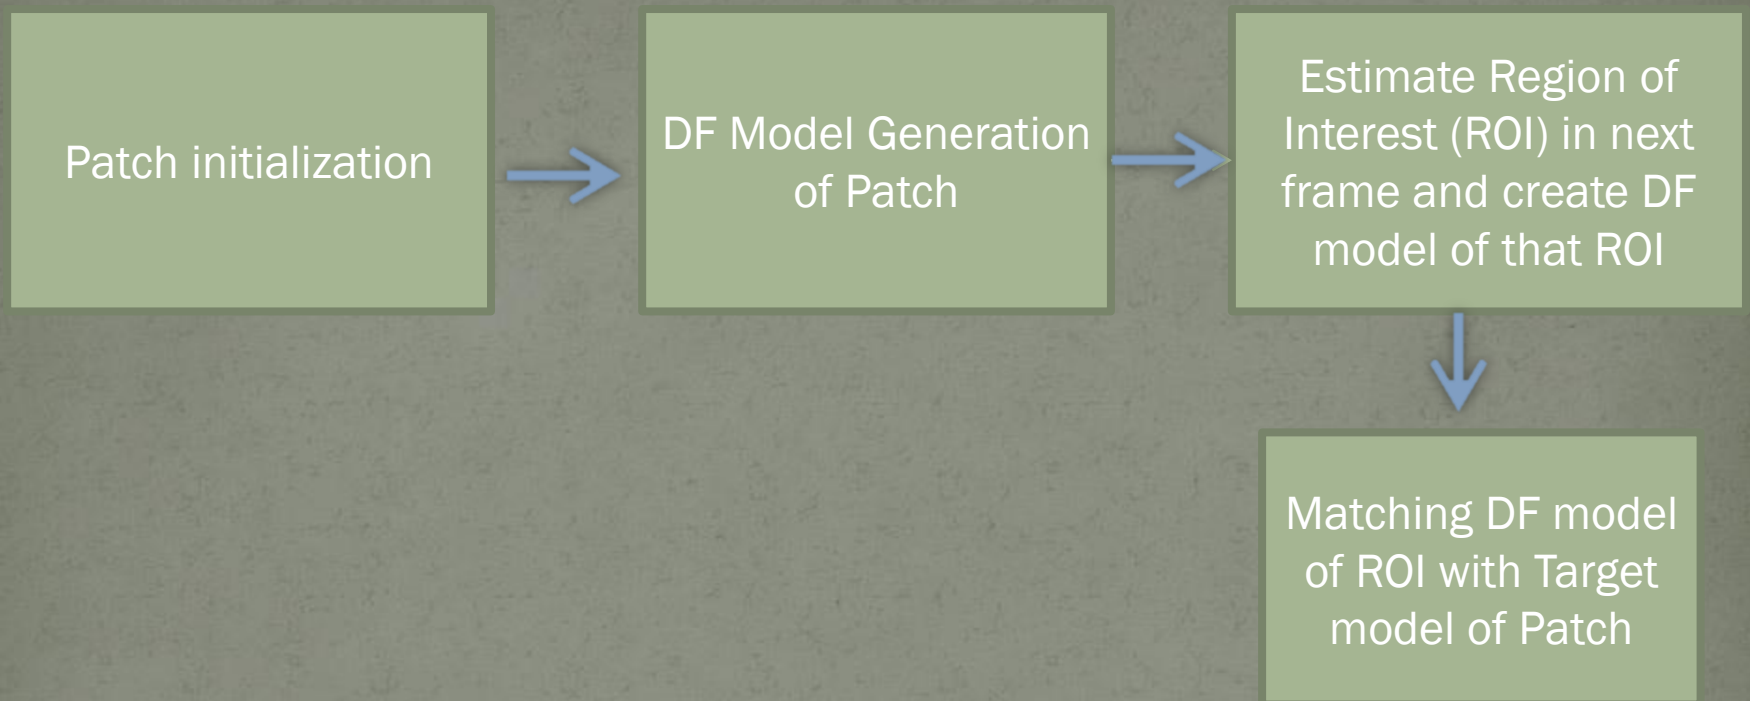 Patch initialization
DF Model Generation
of Patch
Estimate Region of
Interest (ROI) in next
frame and create DF
model of that ROI
Matching DF model
of ROI with Target
model of Patch